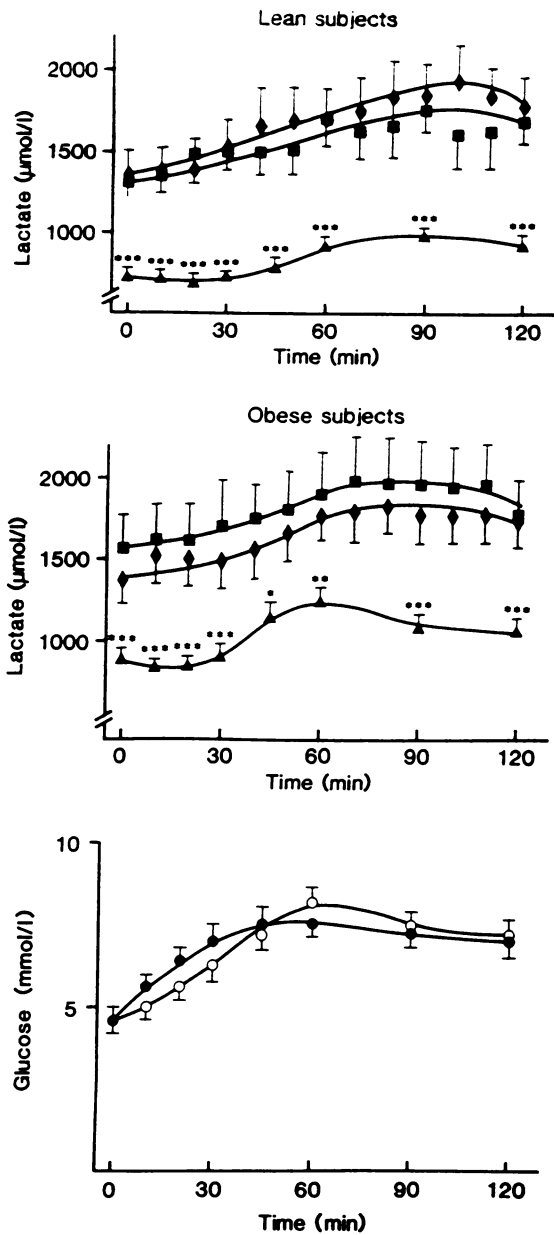 Lean subjects
2000
1500
1000
Lactate (μmol/l)
*** *** *** *** *** *** *** ***
0 30 60 90 120
Time (min)
Obese subjects
2000
1500
1000
Lactate (μmol/l)
*** *** *** *** * ** *** ***
0 30 60 90 120
Time (min)
10
5
Glucose (mmol/l)
0 30 60 90 120
Time (min)